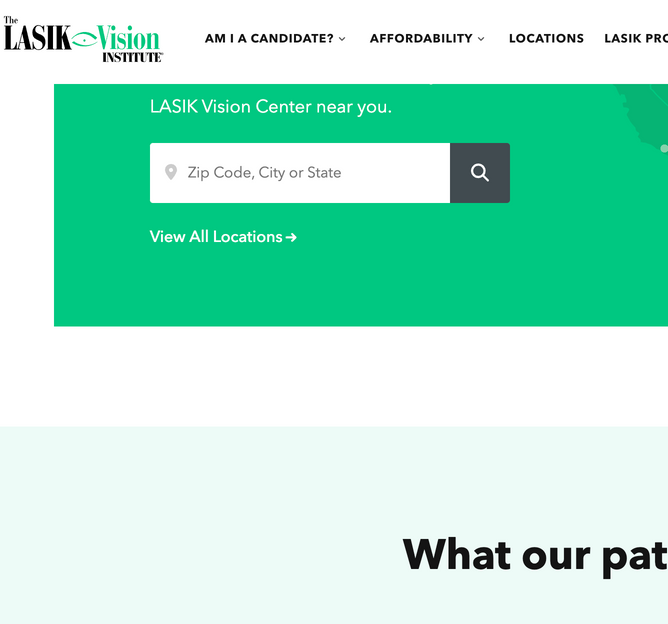 The
LASIK Vision
INSTITUTE
AM I A CANDIDATE?
AFFORDABILITY
LOCATIONS
LASIK PRO
LASIK Vision Center near you.
Zip Code, City or State
View All Locations →
What our pat